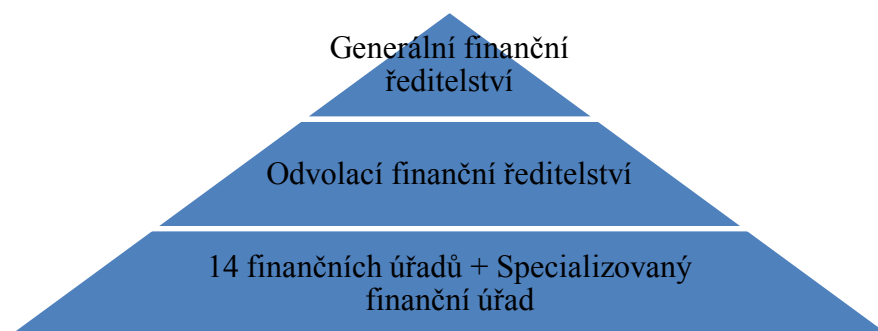 Generální finanční
ředitelství
Odvolací finanční ředitelství
14 finančních úřadů + Specializovaný
finanční úřad